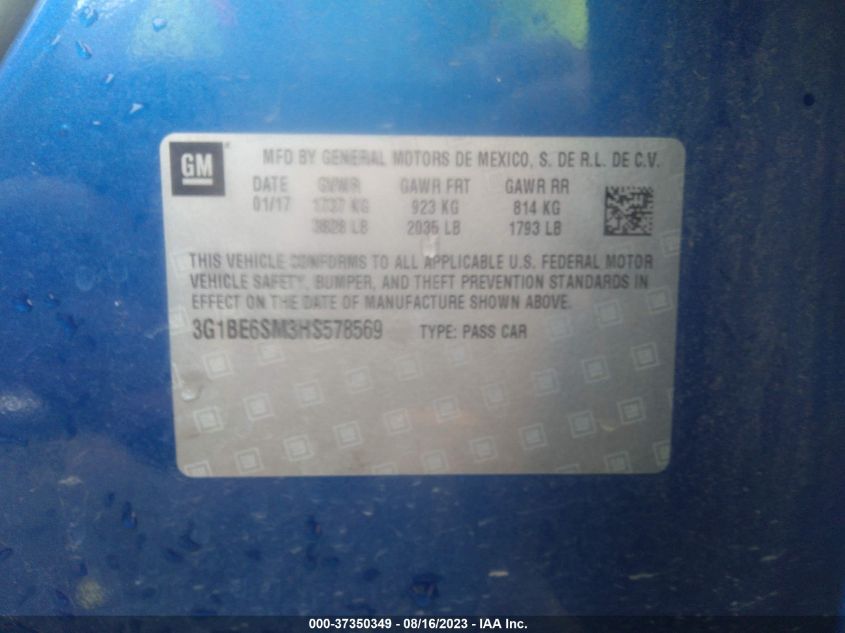 GM
MFD BY GENERAL MOTORS DE MEXICO, S. DE R.L. DE C.V.
DATE GVWR GAWR FRT GAWR RR
01/17 1737 KG 923 KG 814 KG
3828 LB 2035 LB 1793 LB
THIS VEHICLE CONFORMS TO ALL APPLICABLE U.S. FEDERAL MOTOR
VEHICLE SAFETY, BUMPER, AND THEFT PREVENTION STANDARDS IN
EFFECT ON THE DATE OF MANUFACTURE SHOWN ABOVE.
3G1BE6SM3HS578569 TYPE: PASS CAR
000-37350349 - 08/16/2023 - IAA Inc.